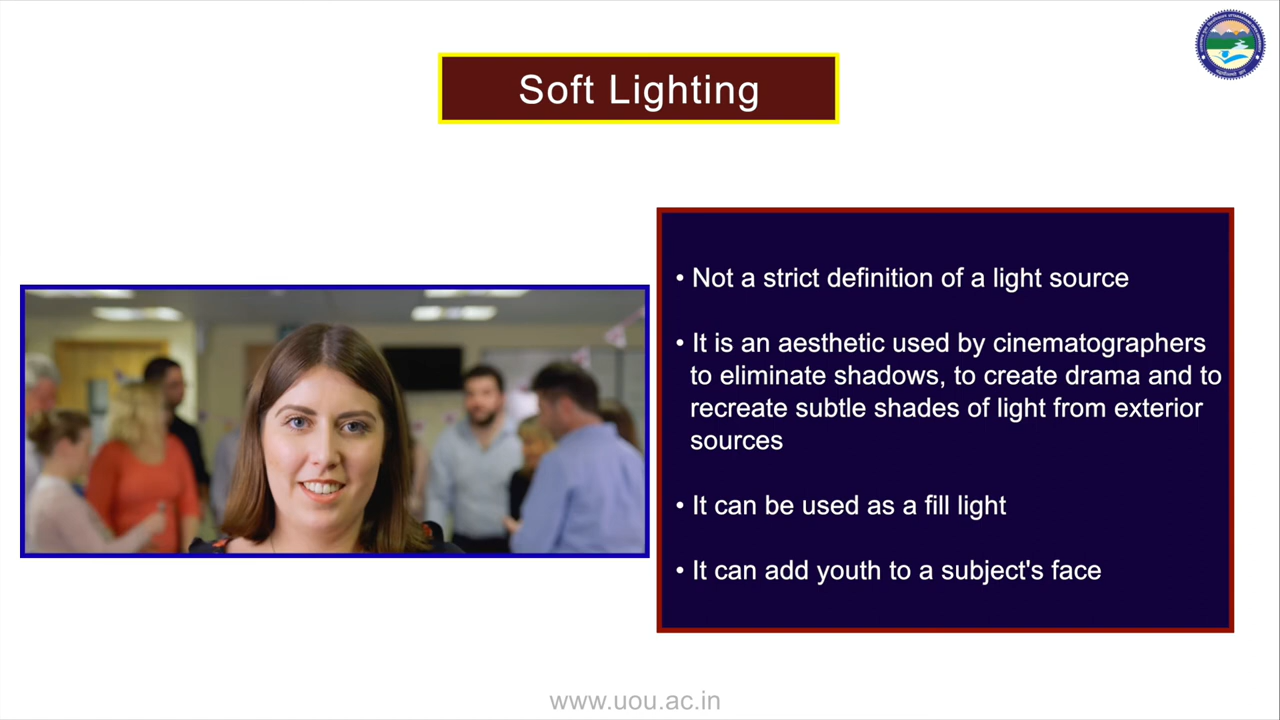 Soft Lighting
• Not a strict definition of a light source
• It is an aesthetic used by cinematographers
to eliminate shadows, to create drama and to
recreate subtle shades of light from exterior
sources
• It can be used as a fill light
• It can add youth to a subject's face
www.uou.ac.in